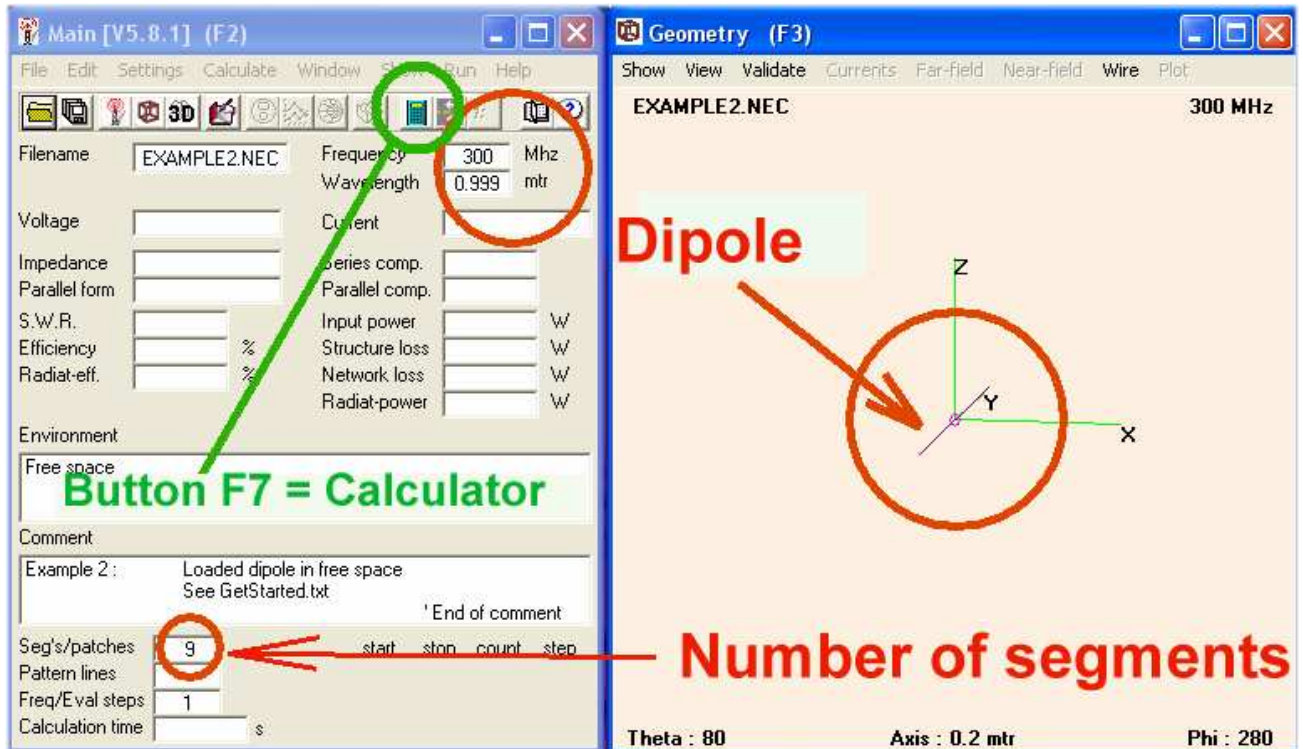 Main [V5.8.1] (F2)
File Edit Settings Calculate Window Show Run Help
3D
Filename EXAMPLE2.NEC
Frequency 300 Mhz
Wavelength 0.999 mtr
Voltage
Current
Impedance
Series comp.
Parallel form
Parallel comp.
S.W.R.
Input power W
Efficiency %
Structure loss W
Radiat-eff. %
Network loss W
Radiat-power W
Environment
Free space
Button F7 = Calculator
Comment
Example 2 : Loaded dipole in free space
See GetStarted.txt
' End of comment
Seg's/patches 9
start stop count step
Pattern lines
Freq/Eval steps 1
Calculation time s
Geometry (F3)
Show View Validate Currents Far-field Near-field Wire Plot
EXAMPLE2.NEC 300 MHz
Dipole
Z
Y
X
Number of segments
Theta : 80 Axis : 0.2 mtr Phi : 280